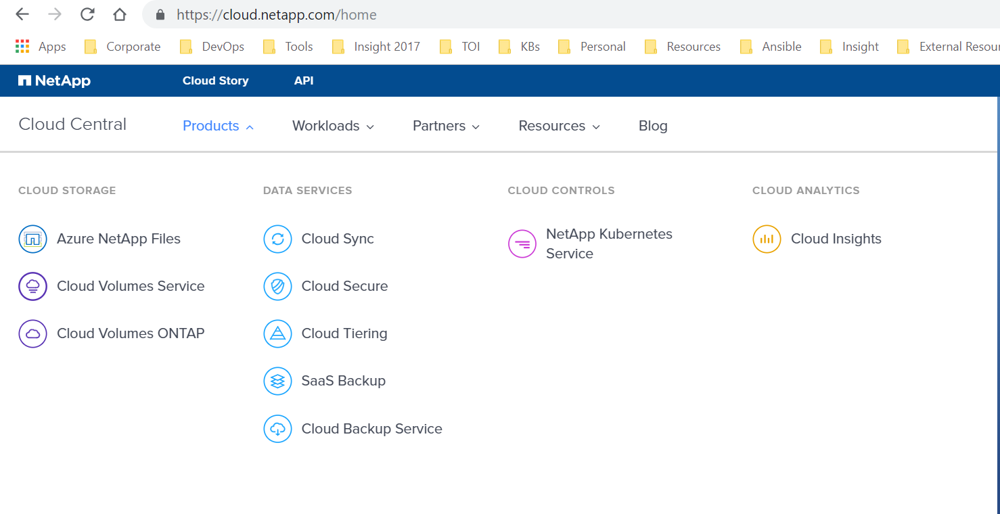 https://cloud.netapp.com/home
Apps Corporate DevOps Tools Insight 2017 TOI KBs Personal Resources Ansible Insight External Resour
NetApp Cloud Story API
Cloud Central Products Workloads Partners Resources Blog
CLOUD STORAGE
Azure NetApp Files
Cloud Volumes Service
Cloud Volumes ONTAP
DATA SERVICES
Cloud Sync
Cloud Secure
Cloud Tiering
SaaS Backup
Cloud Backup Service
CLOUD CONTROLS
NetApp Kubernetes
Service
CLOUD ANALYTICS
Cloud Insights